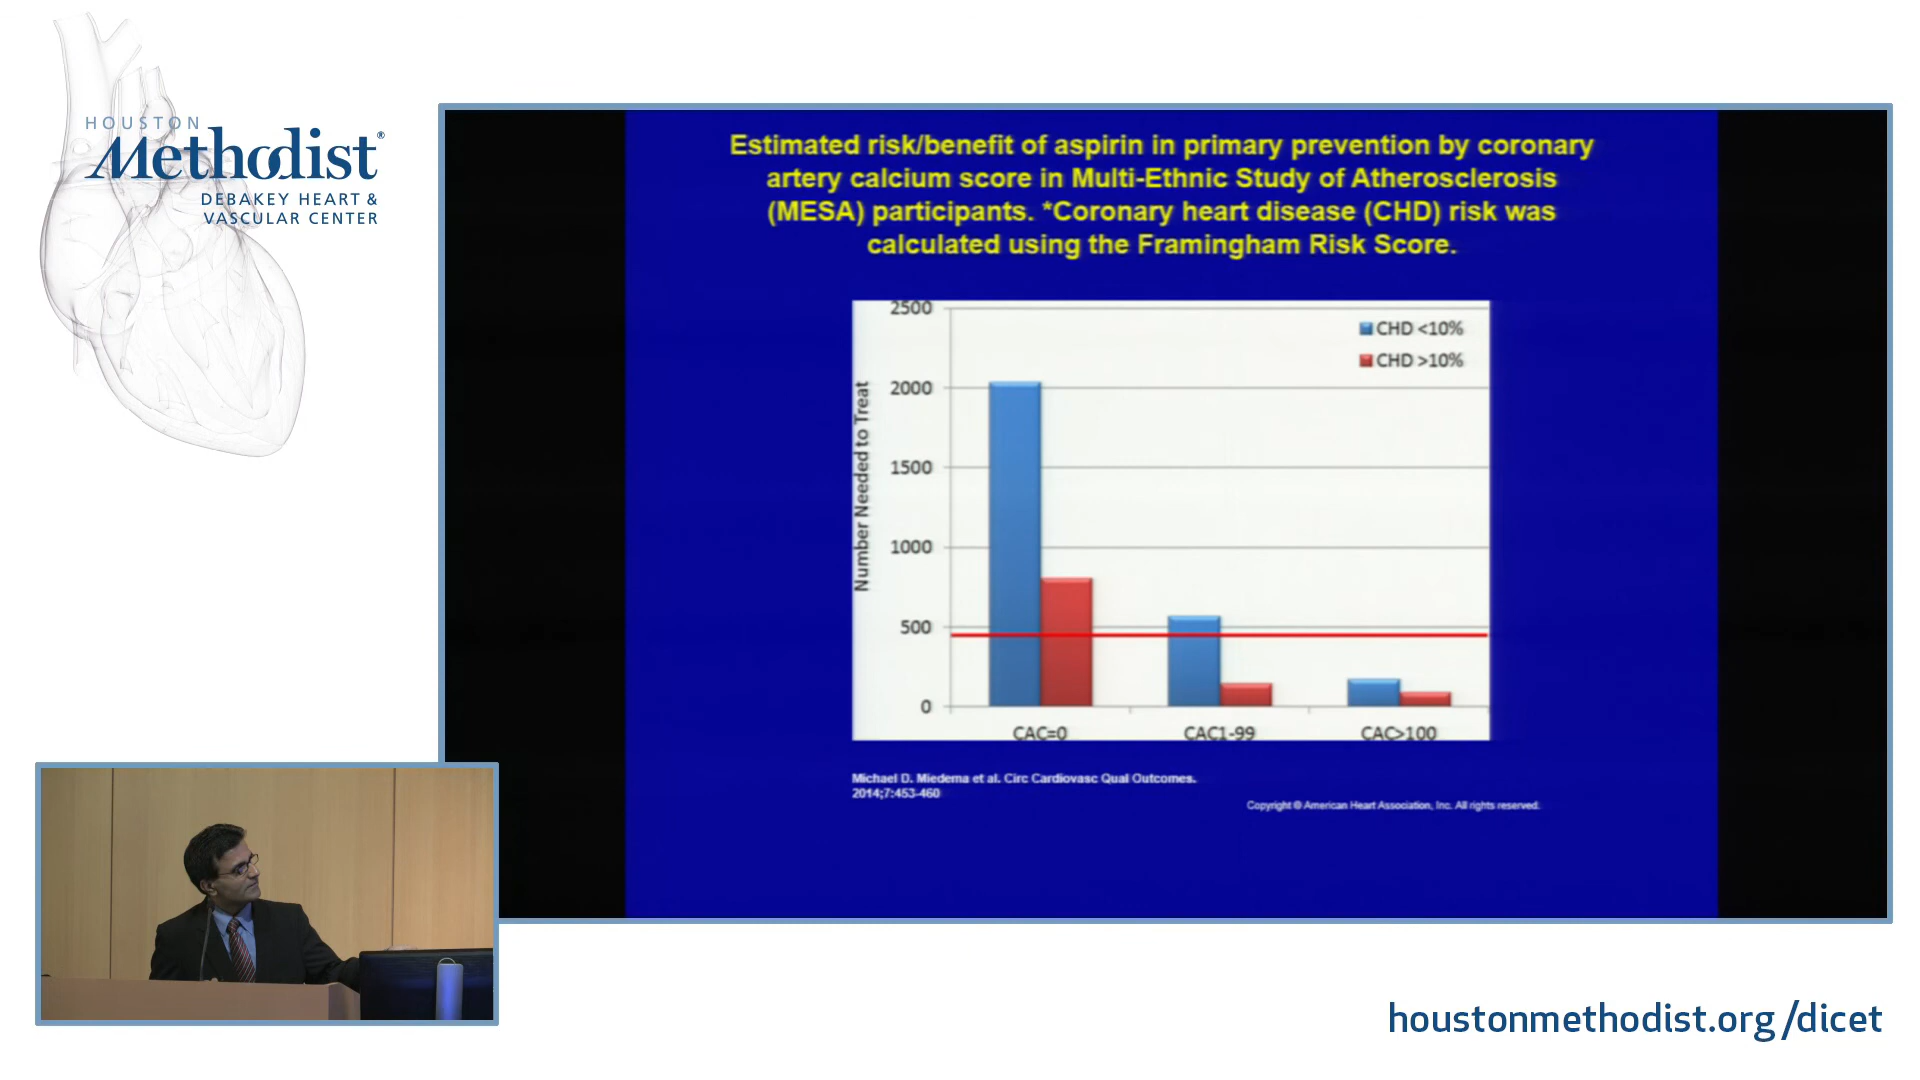 HOUSTON
Methodist®
DEBAKEY HEART &
VASCULAR CENTER
Estimated risk/benefit of aspirin in primary prevention by coronary
artery calcium score in Multi-Ethnic Study of Atherosclerosis
(MESA) participants. *Coronary heart disease (CHD) risk was
calculated using the Framingham Risk Score.
2500
2000
1500
1000
500
0
Number Needed to Treat
CHD <10%
CHD >10%
CAC=0
CAC1-99
CAC>100
Michael D. Miedema et al. Circ Cardiovasc Qual Outcomes.
2014;7:453-460
Copyright © American Heart Association, Inc. All rights reserved.
houstonmethodist.org/dicet